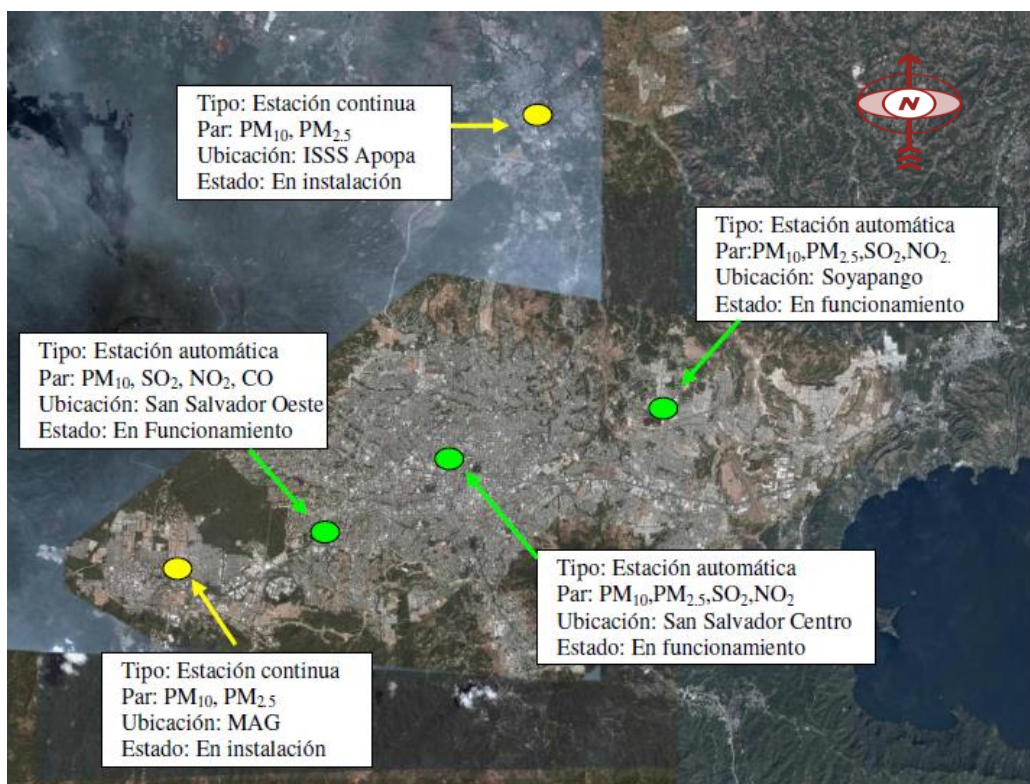 Tipo: Estación continua
Par: PM₁₀, PM₂.₅
Ubicación: ISSS Apopa
Estado: En instalación
N
Tipo: Estación automática
Par:PM₁₀,PM₂.₅,SO₂,NO₂.
Ubicación: Soyapango
Estado: En funcionamiento
Tipo: Estación automática
Par: PM₁₀, SO₂, NO₂, CO
Ubicación: San Salvador Oeste
Estado: En Funcionamiento
Tipo: Estación automática
Par: PM₁₀,PM₂.₅,SO₂,NO₂
Ubicación: San Salvador Centro
Estado: En funcionamiento
Tipo: Estación continua
Par: PM₁₀, PM₂.₅
Ubicación: MAG
Estado: En instalación